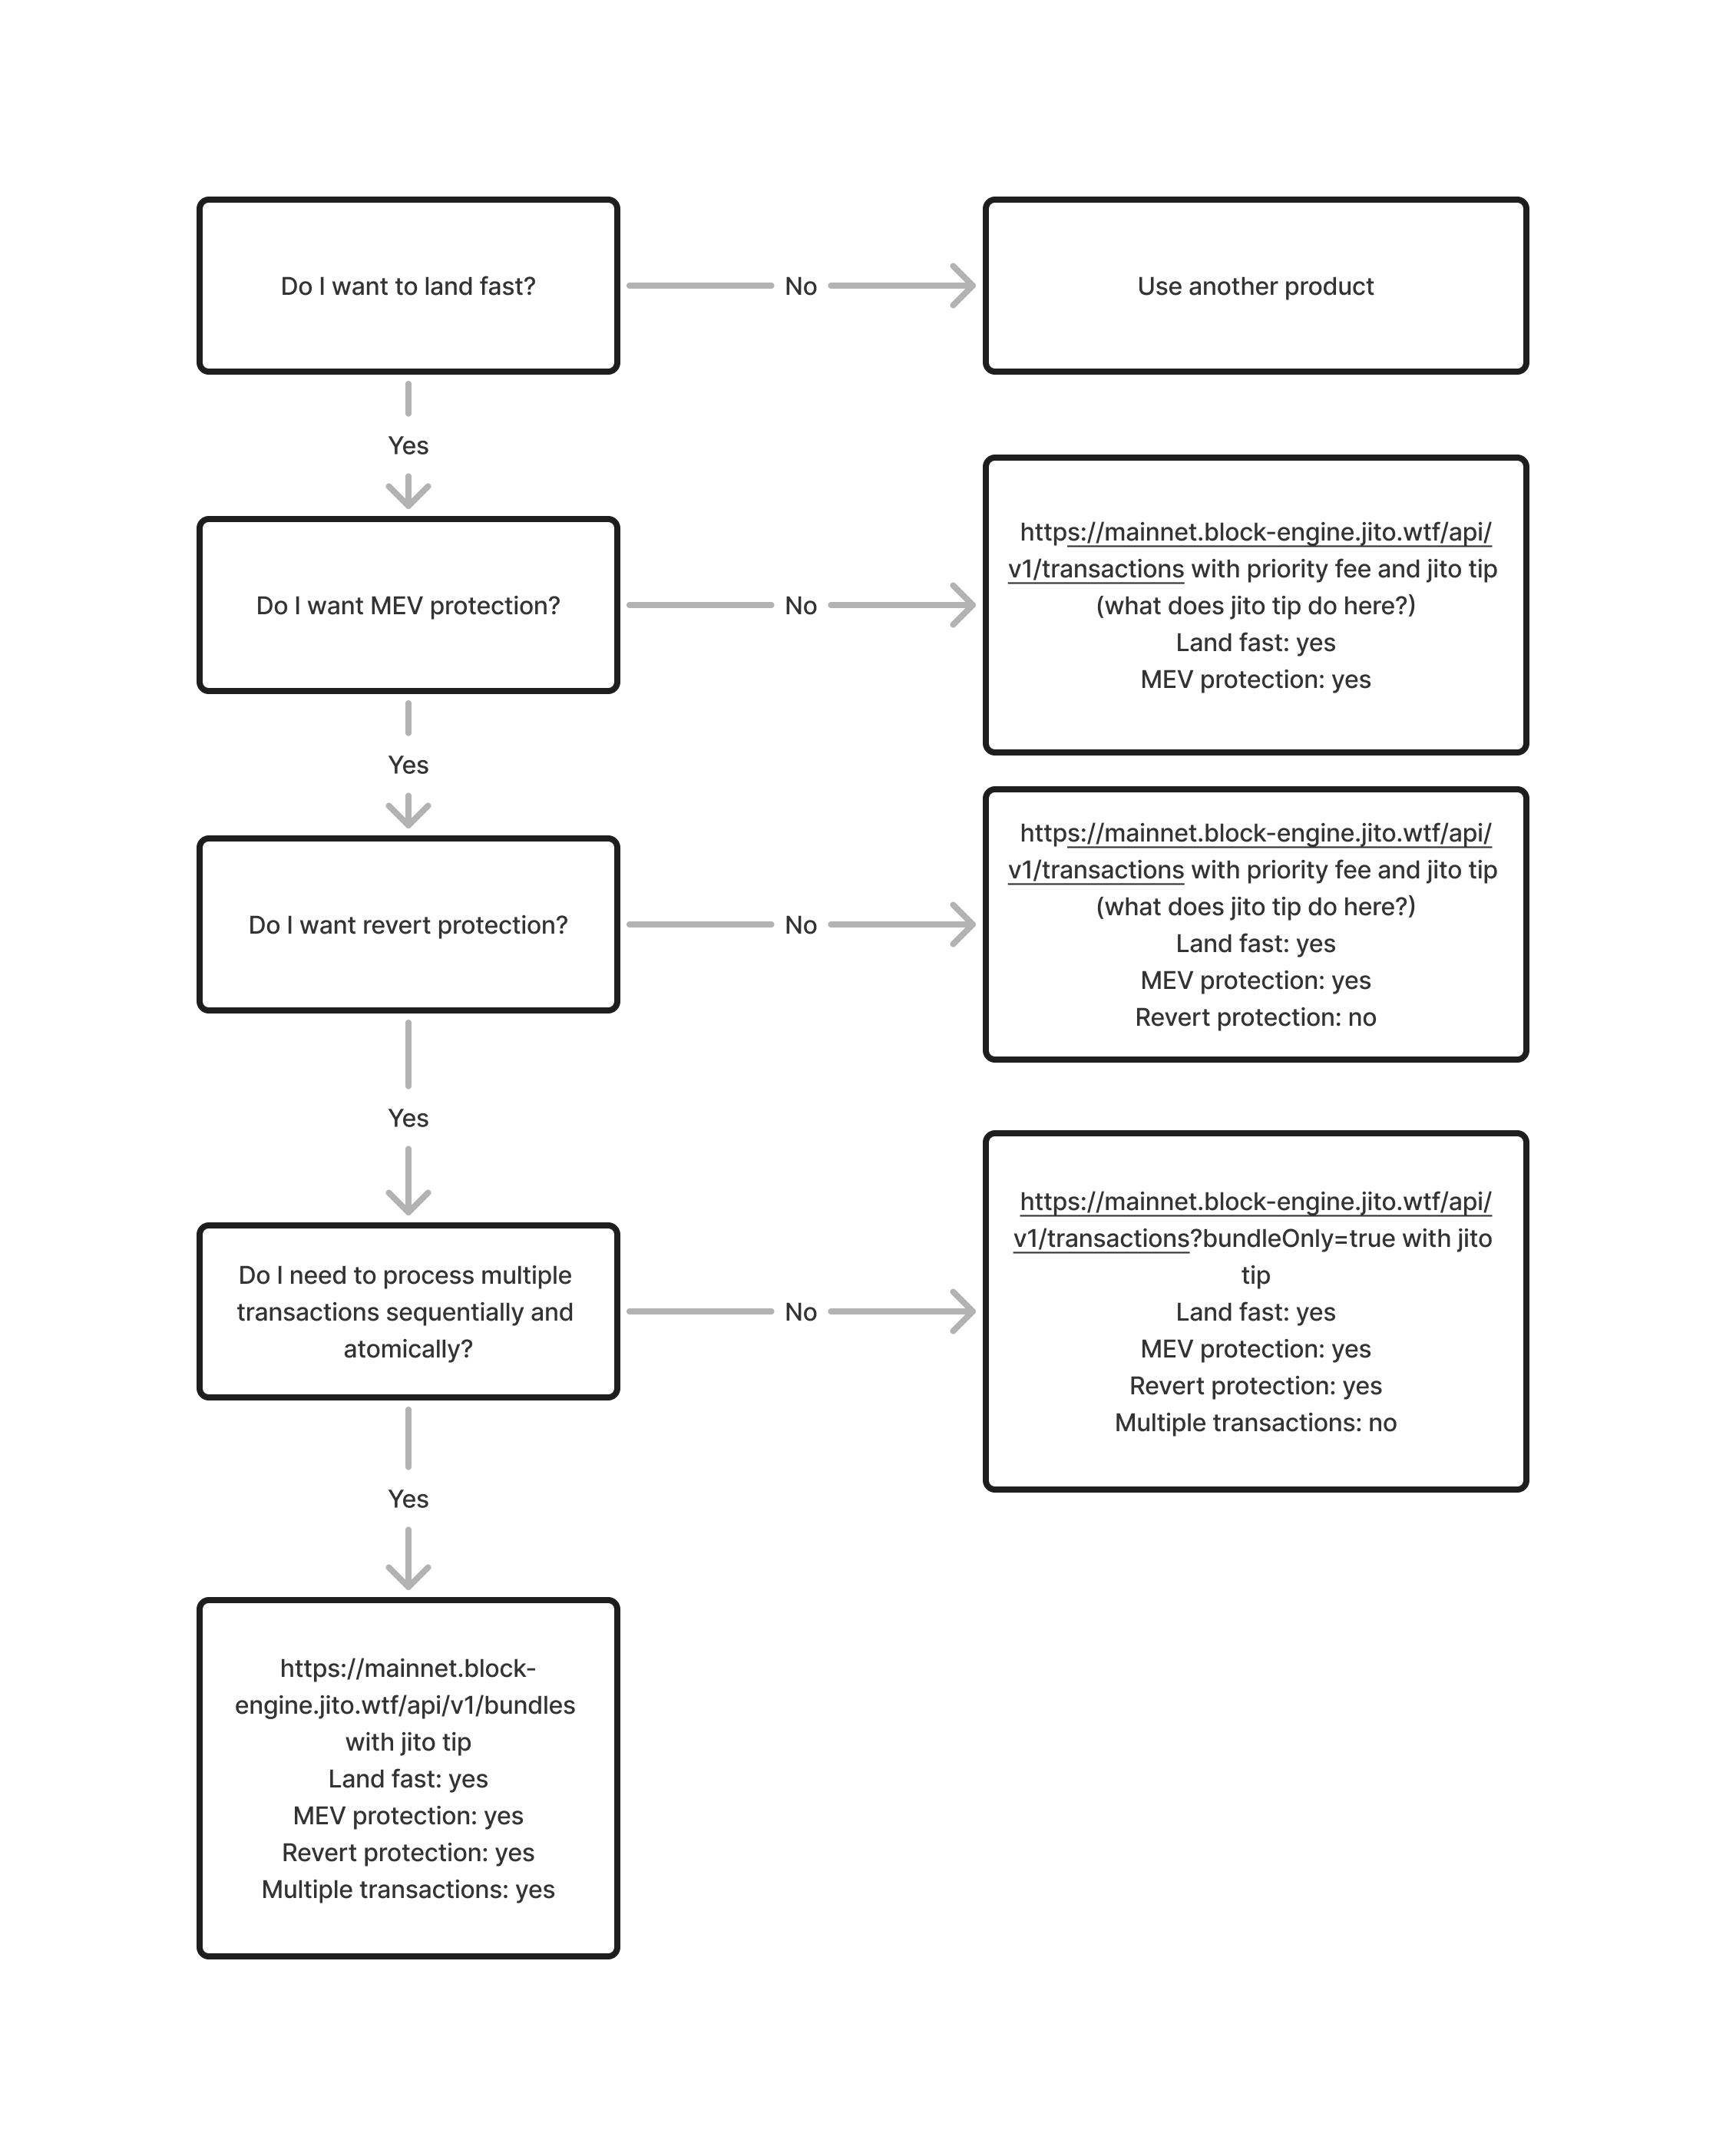 Do I want to land fast?
No
Use another product
Yes
Do I want MEV protection?
No
https://mainnet.block-engine.jito.wtf/api/
v1/transactions with priority fee and jito tip
(what does jito tip do here?)
Land fast: yes
MEV protection: yes
Yes
Do I want revert protection?
No
https://mainnet.block-engine.jito.wtf/api/
v1/transactions with priority fee and jito tip
(what does jito tip do here?)
Land fast: yes
MEV protection: yes
Revert protection: no
Yes
Do I need to process multiple
transactions sequentially and
atomically?
No
https://mainnet.block-engine.jito.wtf/api/
v1/transactions?bundleOnly=true with jito
tip
Land fast: yes
MEV protection: yes
Revert protection: yes
Multiple transactions: no
Yes
https://mainnet.block-
engine.jito.wtf/api/v1/bundles
with jito tip
Land fast: yes
MEV protection: yes
Revert protection: yes
Multiple transactions: yes